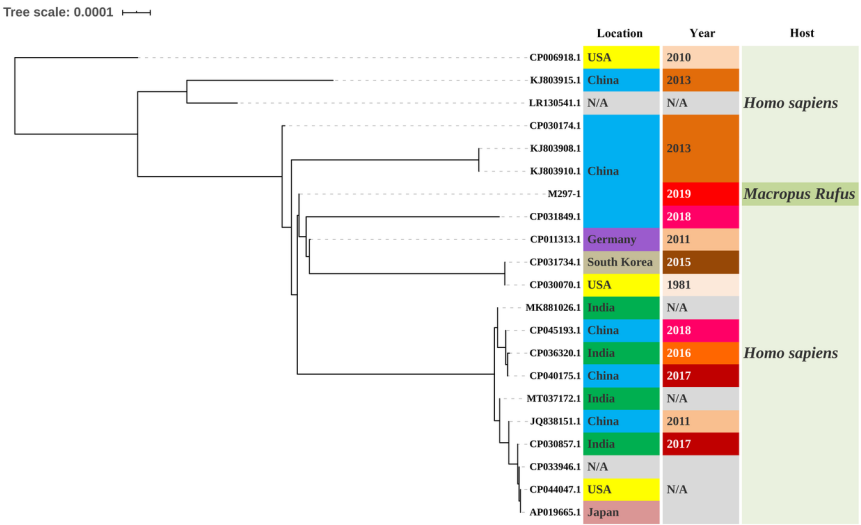 Tree scale: 0.0001
Location Year Host
CP006918.1 USA 2010
KJ803915.1 China 2013
LR130541.1 N/A N/A Homo sapiens
CP030174.1
KJ803908.1 2013
KJ803910.1 China
M297-1 2019 Macropus Rufus
CP031849.1 2018
CP011313.1 Germany 2011
CP031734.1 South Korea 2015
CP030070.1 USA 1981
MK881026.1 India N/A
CP045193.1 China 2018
CP036320.1 India 2016 Homo sapiens
CP040175.1 China 2017
MT037172.1 India N/A
JQ838151.1 China 2011
CP030857.1 India 2017
CP033946.1 N/A
CP044047.1 USA N/A
AP019665.1 Japan